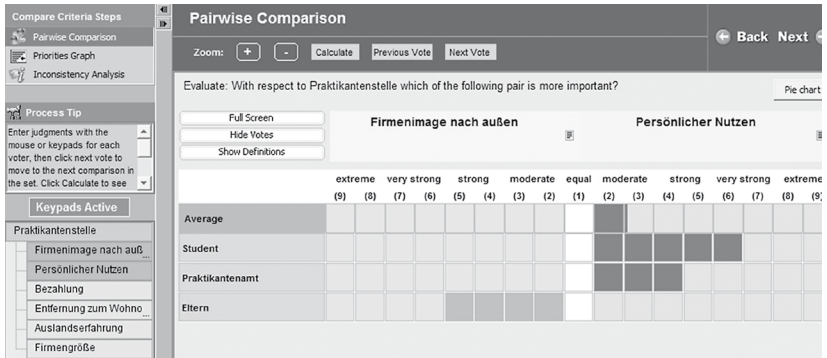 Compare Criteria Steps
Pairwise Comparison
Priorities Graph
Inconsistency Analysis
Process Tip
Enter judgments with the
mouse or keypads for each
voter, then click next vote to
move to the next comparison in
the set. Click Calculate to see
Keypads Active
Praktikantenstelle
Firmenimage nach auß...
Persönlicher Nutzen
Bezahlung
Entfernung zum Wohno...
Auslandserfahrung
Firmengröße
Pairwise Comparison
Back Next
Zoom: + - Calculate Previous Vote Next Vote
Evaluate: With respect to Praktikantenstelle which of the following pair is more important?
Pie chart
Full Screen
Hide Votes
Show Definitions
Firmenimage nach außen Persönlicher Nutzen
extreme very strong strong moderate equal moderate strong very strong extreme
(9) (8) (7) (6) (5) (4) (3) (2) (1) (2) (3) (4) (5) (6) (7) (8) (9)
Average
Student
Praktikantenamt
Eltern